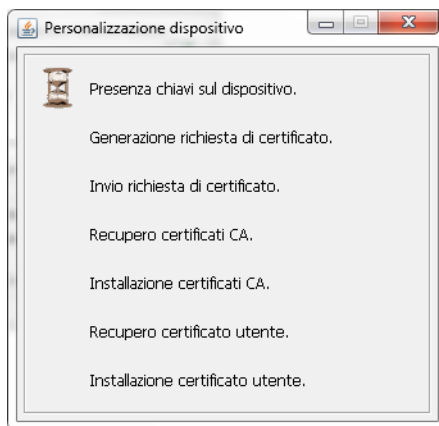 Personalizzazione dispositivo
Presenza chiavi sul dispositivo.
Generazione richiesta di certificato.
Invio richiesta di certificato.
Recupero certificati CA.
Installazione certificati CA.
Recupero certificato utente.
Installazione certificato utente.